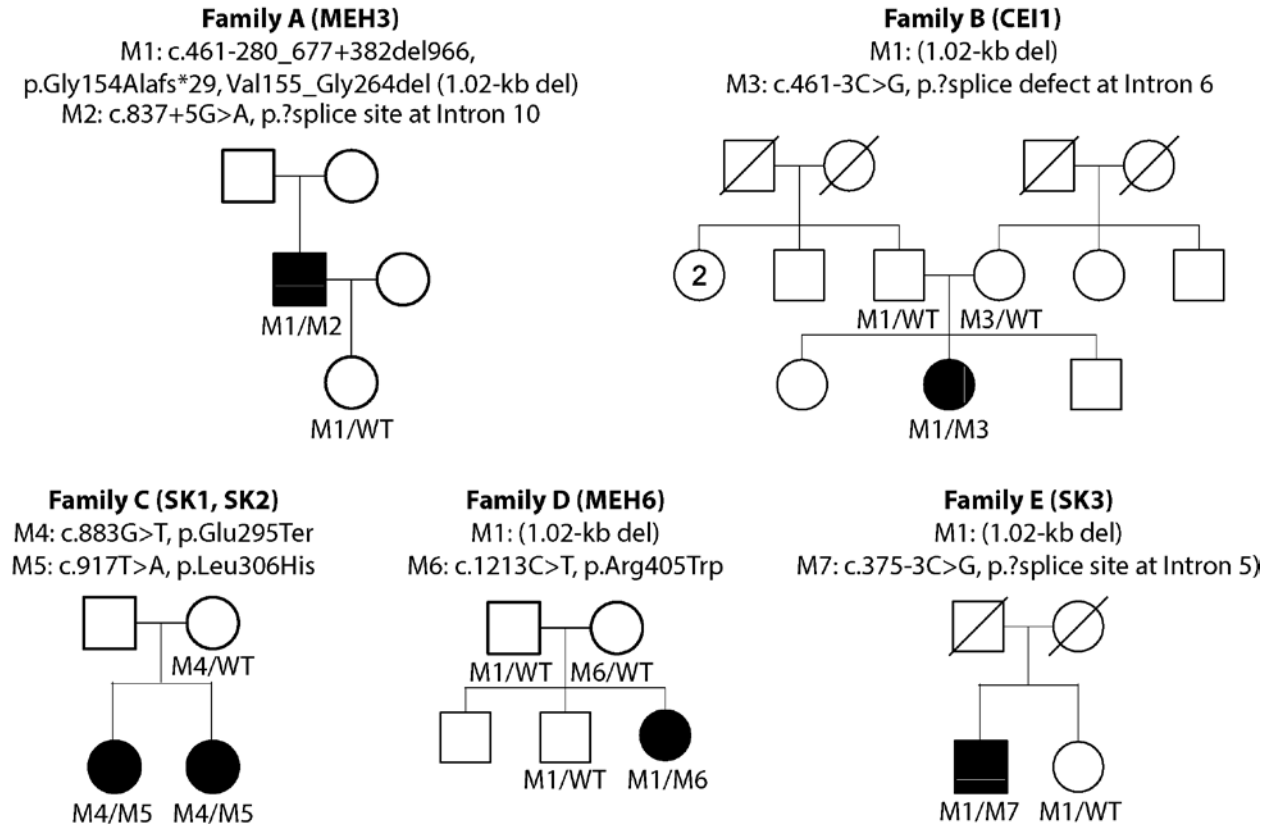 Family A (MEH3)
M1: c.461-280_677+382del966,
p.Gly154Alafs*29, Val155_Gly264del (1.02-kb del)
M2: c.837+5G>A, p.?splice site at Intron 10
M1/M2
M1/WT
Family B (CEI1)
M1: (1.02-kb del)
M3: c.461-3C>G, p.?splice defect at Intron 6
2
M1/WT M3/WT
M1/M3
Family C (SK1, SK2)
M4: c.883G>T, p.Glu295Ter
M5: c.917T>A, p.Leu306His
M4/WT
M4/M5 M4/M5
Family D (MEH6)
M1: (1.02-kb del)
M6: c.1213C>T, p.Arg405Trp
M1/WT M6/WT
M1/WT M1/M6
Family E (SK3)
M1: (1.02-kb del)
M7: c.375-3C>G, p.?splice site at Intron 5)
M1/M7 M1/WT